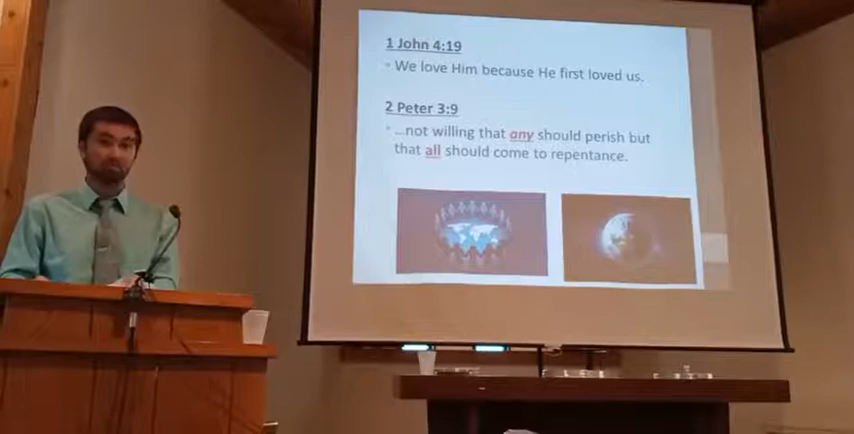 1 John 4:19
• We love Him because He first loved us.
2 Peter 3:9
• ...not willing that any should perish but
that all should come to repentance.